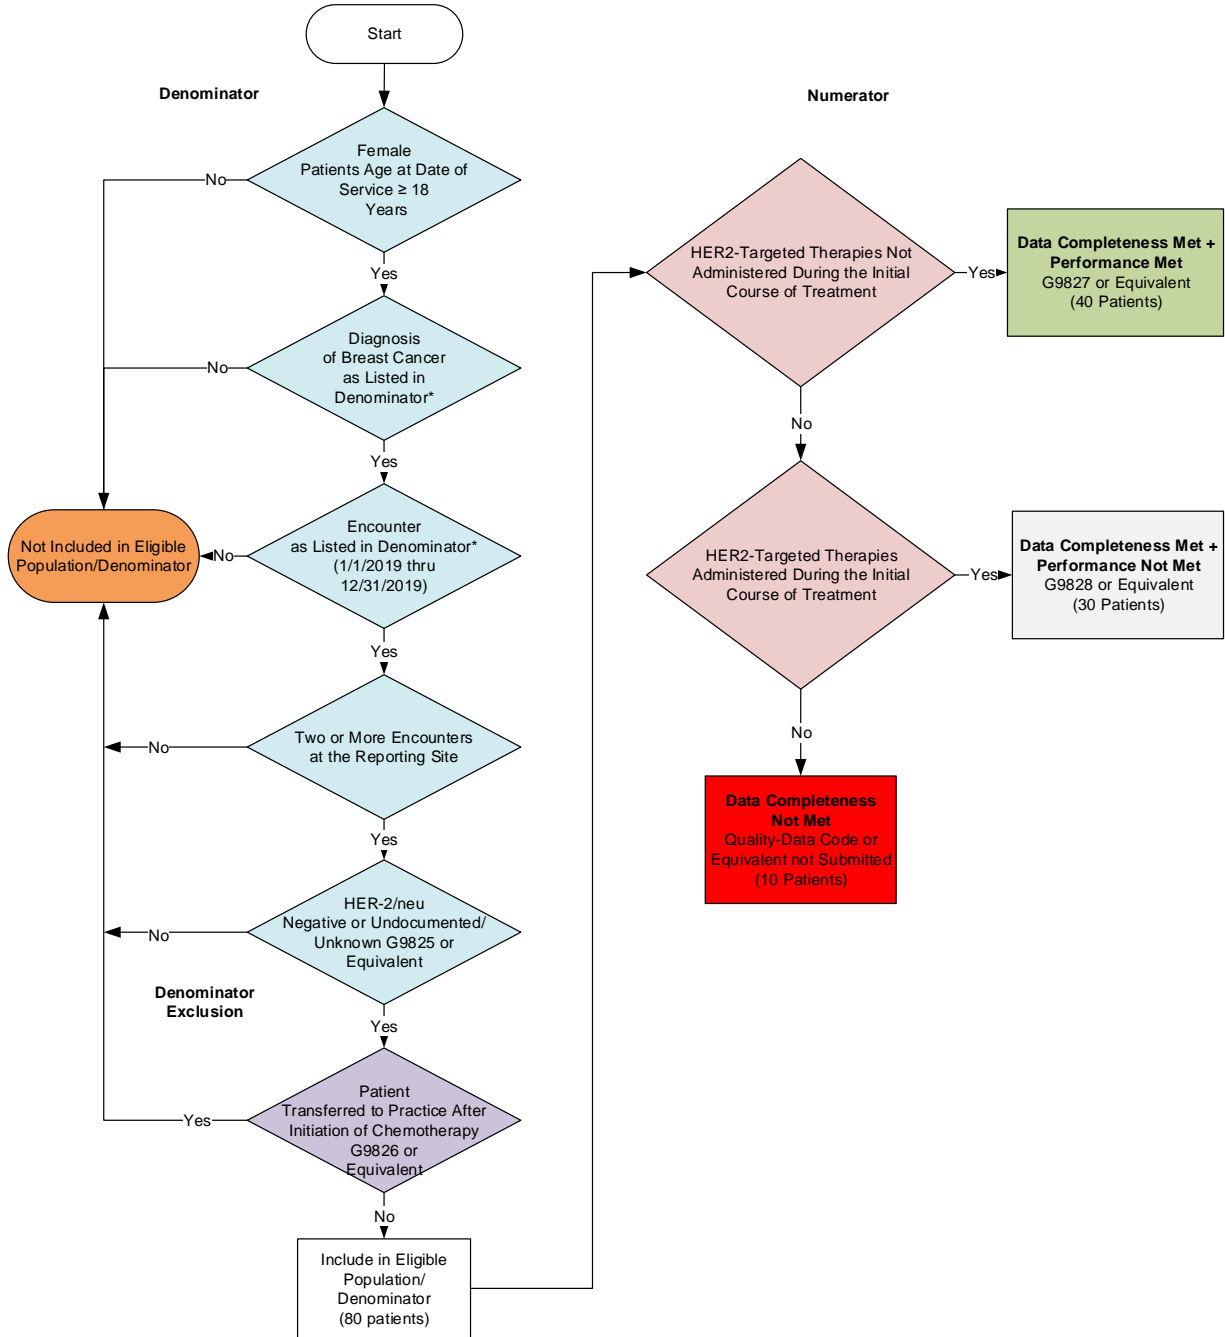 Start
Denominator
Female
Patients Age at Date of
Service ≥ 18
Years
No
Yes
Diagnosis
of Breast Cancer
as Listed in
Denominator*
No
Yes
Encounter
as Listed in Denominator*
(1/1/2019 thru
12/31/2019)
No
Not Included in Eligible
Population/Denominator
Yes
Two or More Encounters
at the Reporting Site
No
Yes
HER-2/neu
Negative or Undocumented/
Unknown G9825 or
Equivalent
No
Denominator
Exclusion
Yes
Patient
Transferred to Practice After
Initiation of Chemotherapy
G9826 or
Equivalent
Yes
No
Include in Eligible
Population/
Denominator
(80 patients)
Numerator
HER2-Targeted Therapies Not
Administered During the Initial
Course of Treatment
Yes
Data Completeness Met +
Performance Met
G9827 or Equivalent
(40 Patients)
No
HER2-Targeted Therapies
Administered During the Initial
Course of Treatment
Yes
Data Completeness Met +
Performance Not Met
G9828 or Equivalent
(30 Patients)
No
Data Completeness
Not Met
Quality-Data Code or
Equivalent not Submitted
(10 Patients)